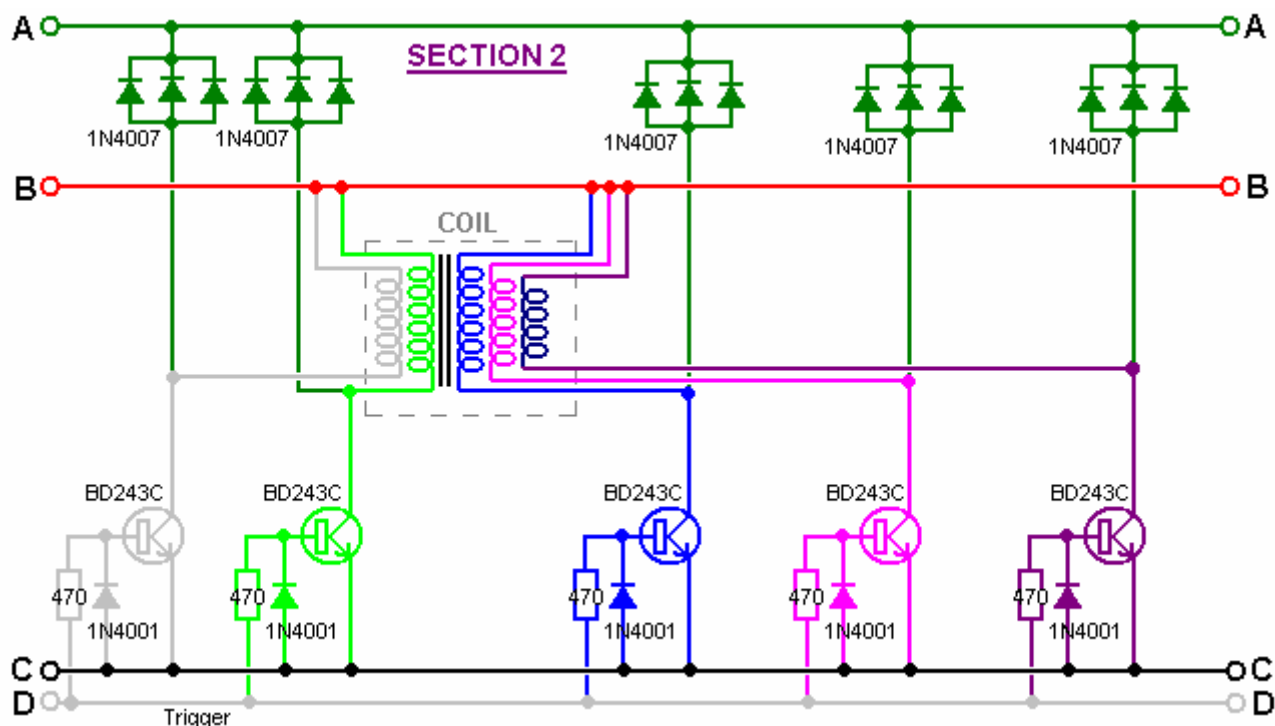 A A
SECTION 2
1N4007 1N4007 1N4007 1N4007 1N4007
B B
COIL
BD243C BD243C BD243C BD243C BD243C
470 470 470 470 470
1N4001 1N4001 1N4001 1N4001 1N4001
C C
D D
Trigger